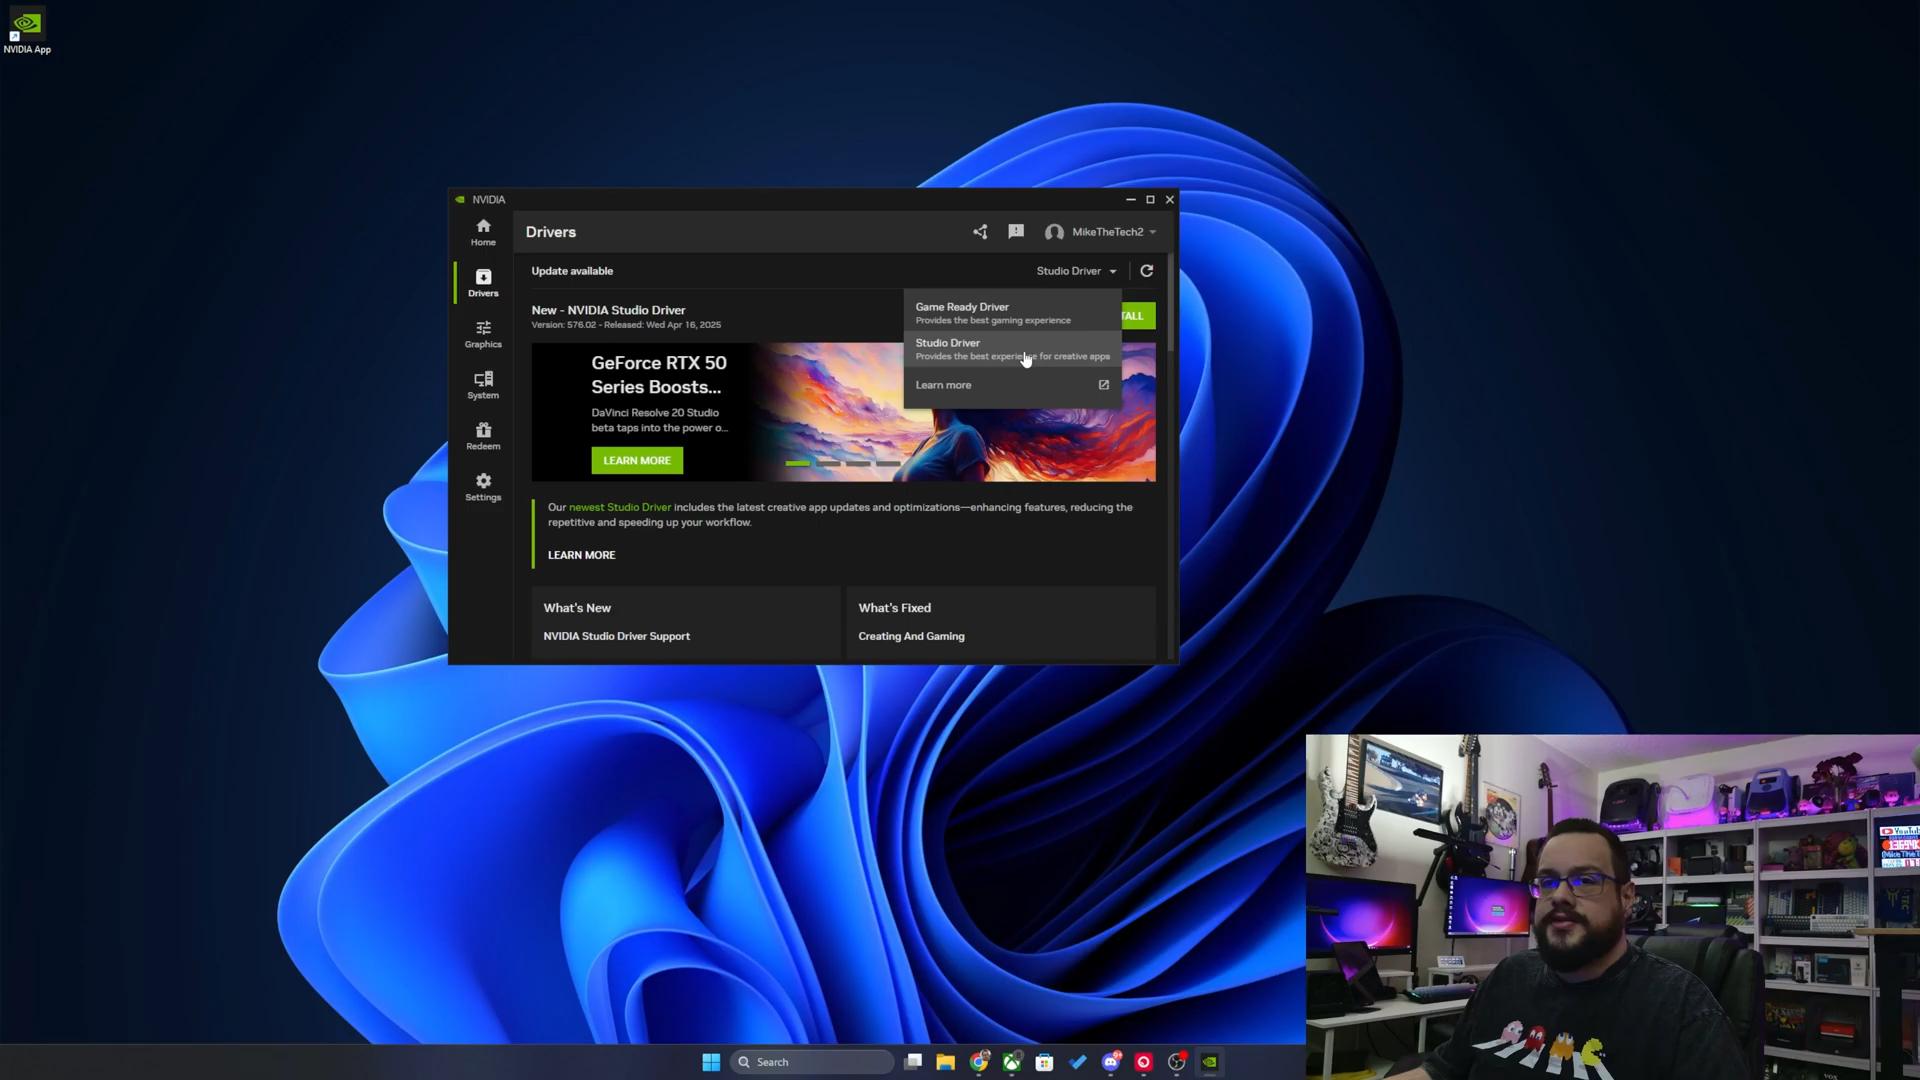 NVIDIA App
NVIDIA
Home
Drivers
Graphics
System
Redeem
Settings
Drivers
MikeTheTech2
Update available
Studio Driver
New - NVIDIA Studio Driver
Version: 576.02 - Released: Wed Apr 16, 2025
Game Ready Driver
Provides the best gaming experience
Studio Driver
Provides the best experience for creative apps
Learn more
TALL
GeForce RTX 50
Series Boosts...
DaVinci Resolve 20 Studio
beta taps into the power o...
LEARN MORE
Our newest Studio Driver includes the latest creative app updates and optimizations—enhancing features, reducing the
repetitive and speeding up your workflow.
LEARN MORE
What's New
NVIDIA Studio Driver Support
What's Fixed
Creating And Gaming
Search
YouTube
VOX